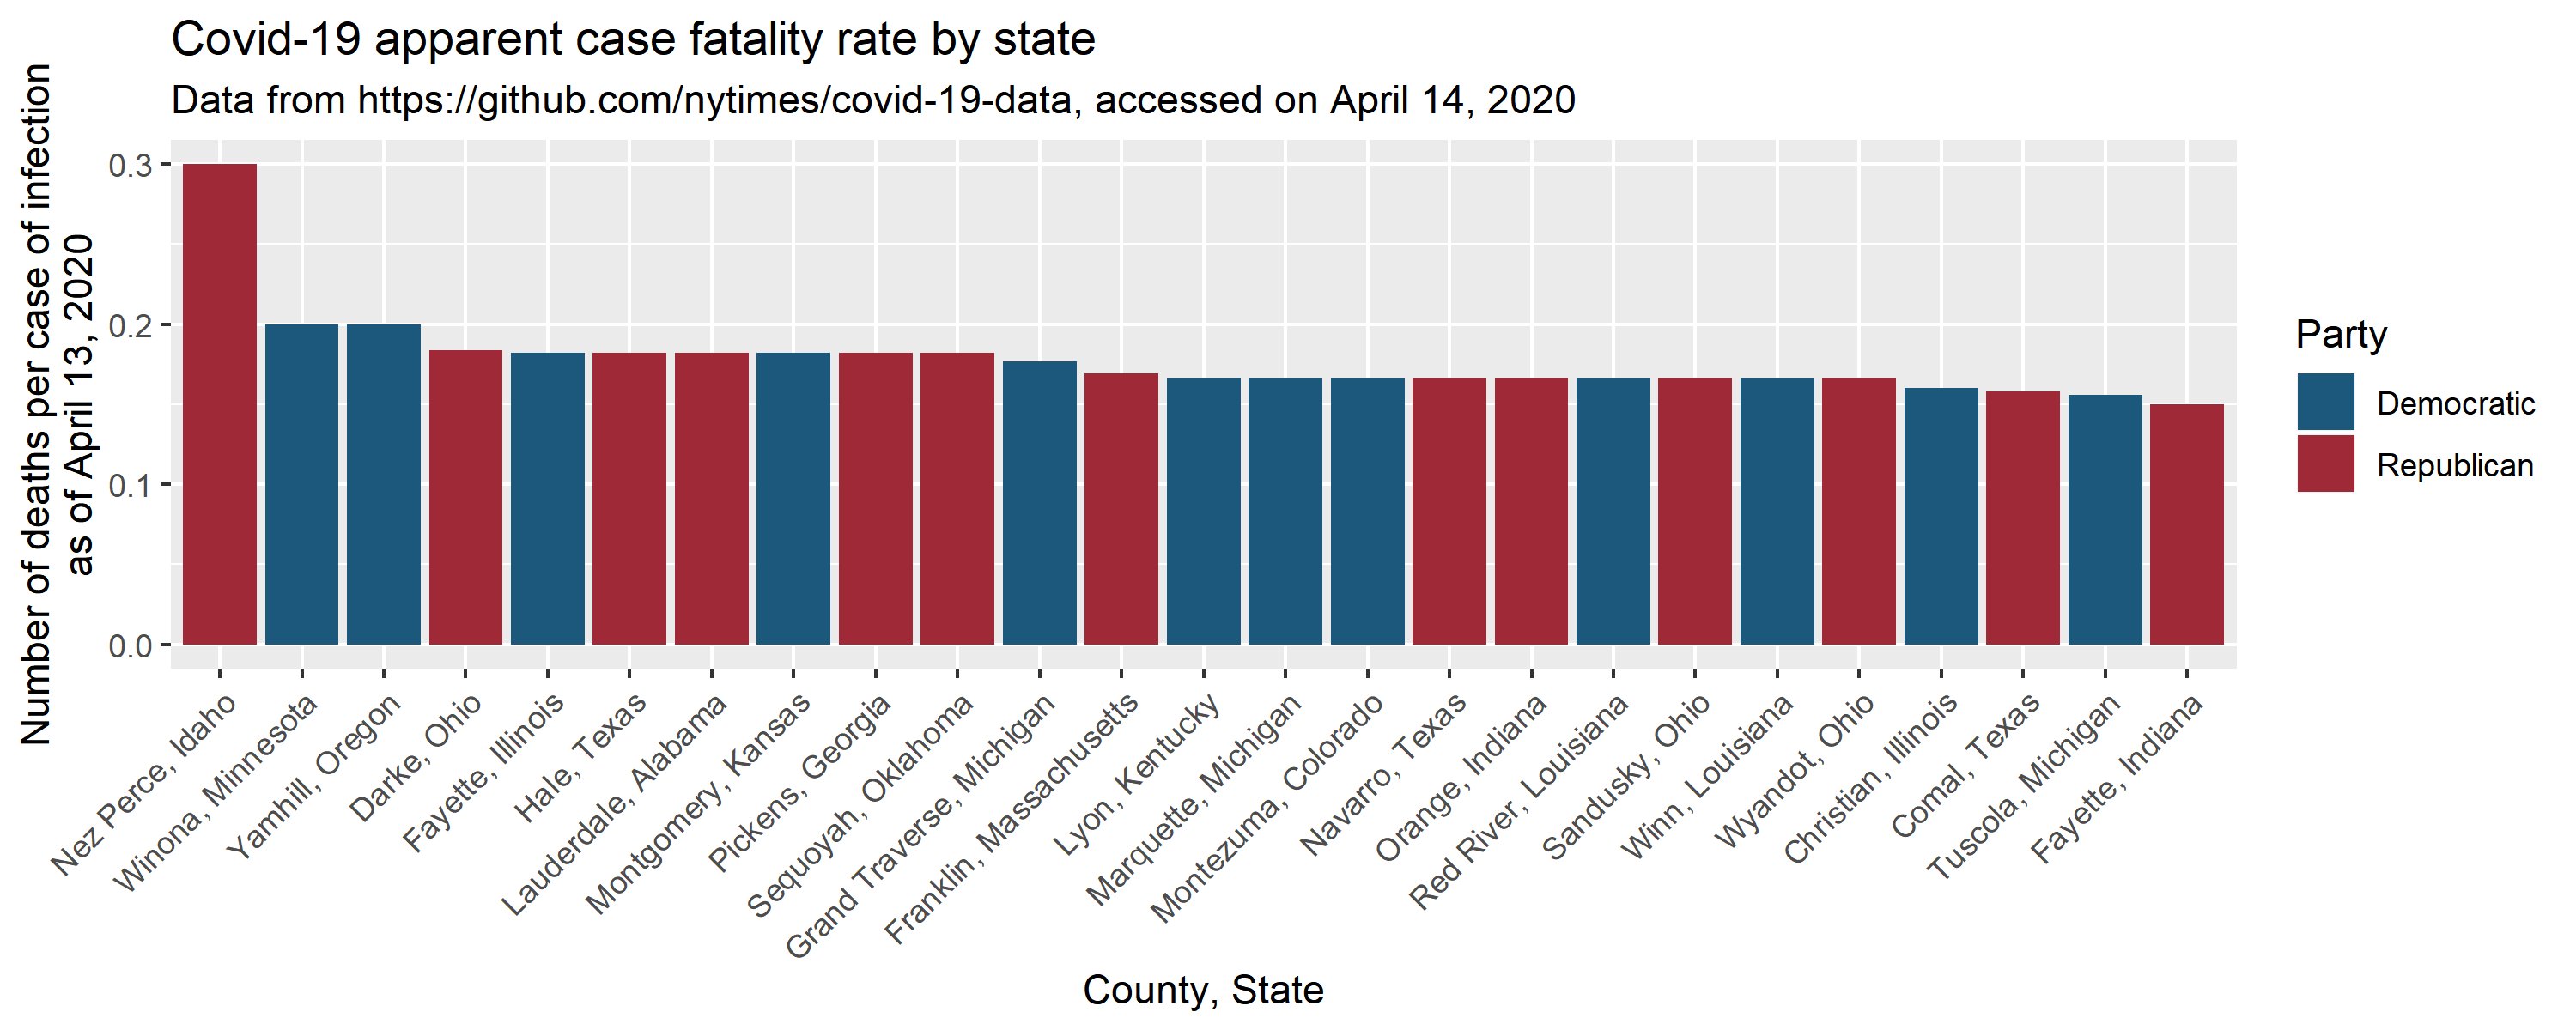 Covid-19 apparent case fatality rate by state
Data from https://github.com/nytimes/covid-19-data, accessed on April 14, 2020
Number of deaths per case of infection
as of April 13, 2020
0.3
0.2
0.1
0.0
Nez Perce, Idaho
Winona, Minnesota
Yamhill, Oregon
Darke, Ohio
Fayette, Illinois
Hale, Texas
Lauderdale, Alabama
Montgomery, Kansas
Pickens, Georgia
Sequoyah, Oklahoma
Grand Traverse, Michigan
Franklin, Massachusetts
Lyon, Kentucky
Marquette, Michigan
Montezuma, Colorado
Navarro, Texas
Orange, Indiana
Red River, Louisiana
Sandusky, Ohio
Winn, Louisiana
Wyandot, Ohio
Christian, Illinois
Comal, Texas
Tuscola, Michigan
Fayette, Indiana
County, State
Party
Democratic
Republican